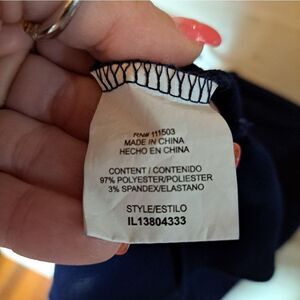 RN# 111503
MADE IN CHINA
HECHO EN CHINA
CONTENT / CONTENIDO
97% POLYESTER/POLIESTER
3% SPANDEX/ELASTANO
STYLE/ESTILO
IL13804333